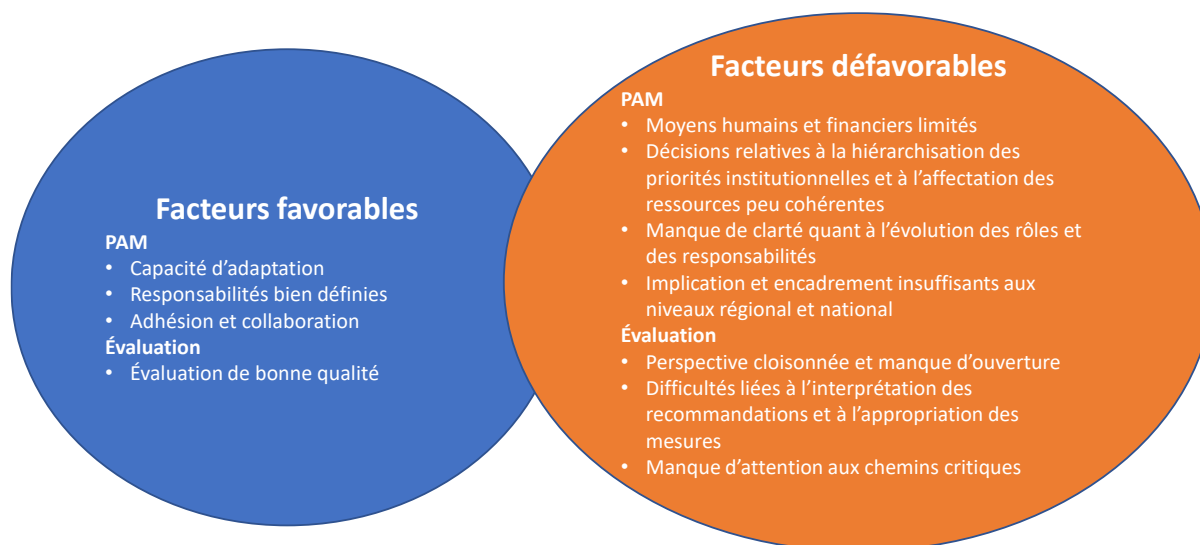 Facteurs favorables
PAM
• Capacité d'adaptation
• Responsabilités bien définies
• Adhésion et collaboration
Évaluation
• Évaluation de bonne qualité
Facteurs défavorables
PAM
• Moyens humains et financiers limités
• Décisions relatives à la hiérarchisation des
priorités institutionnelles et à l'affectation des
ressources peu cohérentes
• Manque de clarté quant à l'évolution des rôles et
des responsabilités
• Implication et encadrement insuffisants aux
niveaux régional et national
Évaluation
• Perspective cloisonnée et manque d'ouverture
• Difficultés liées à l'interprétation des
recommandations et à l'appropriation des
mesures
• Manque d'attention aux chemins critiques